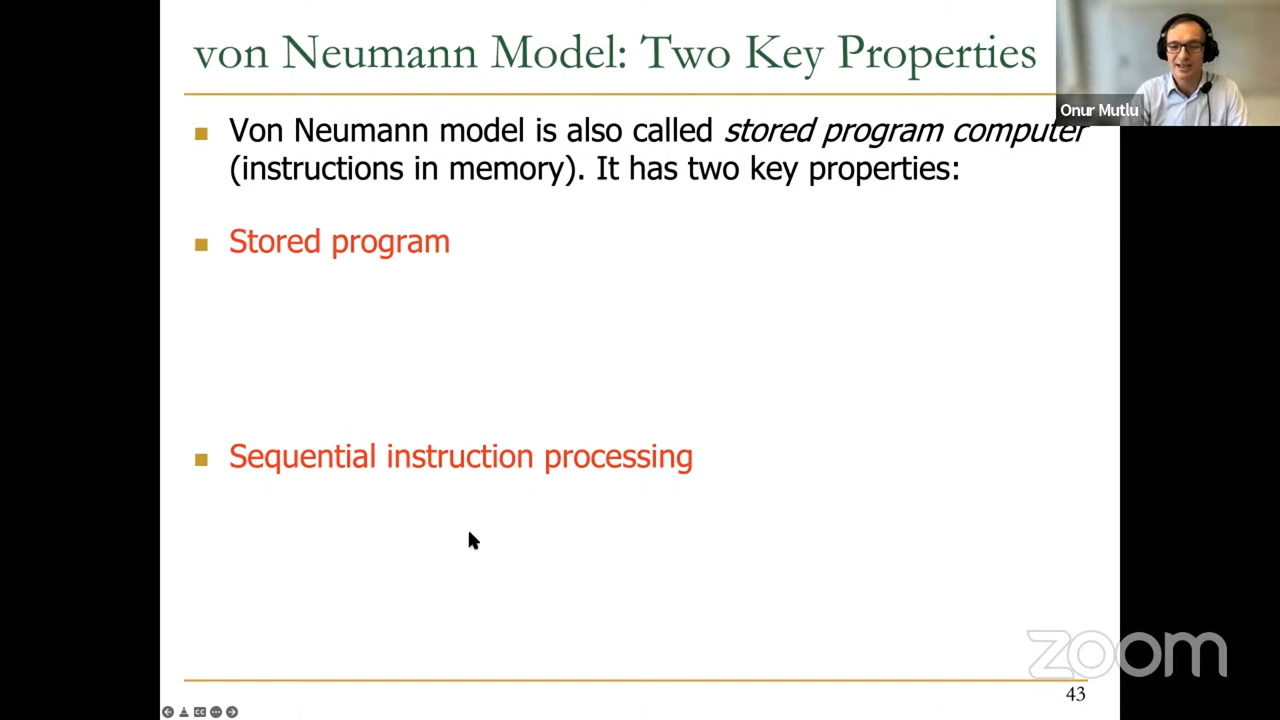 von Neumann Model: Two Key Properties
Onur Mutlu
Von Neumann model is also called stored program computer
(instructions in memory). It has two key properties:
Stored program
Sequential instruction processing
zoom
43
CC